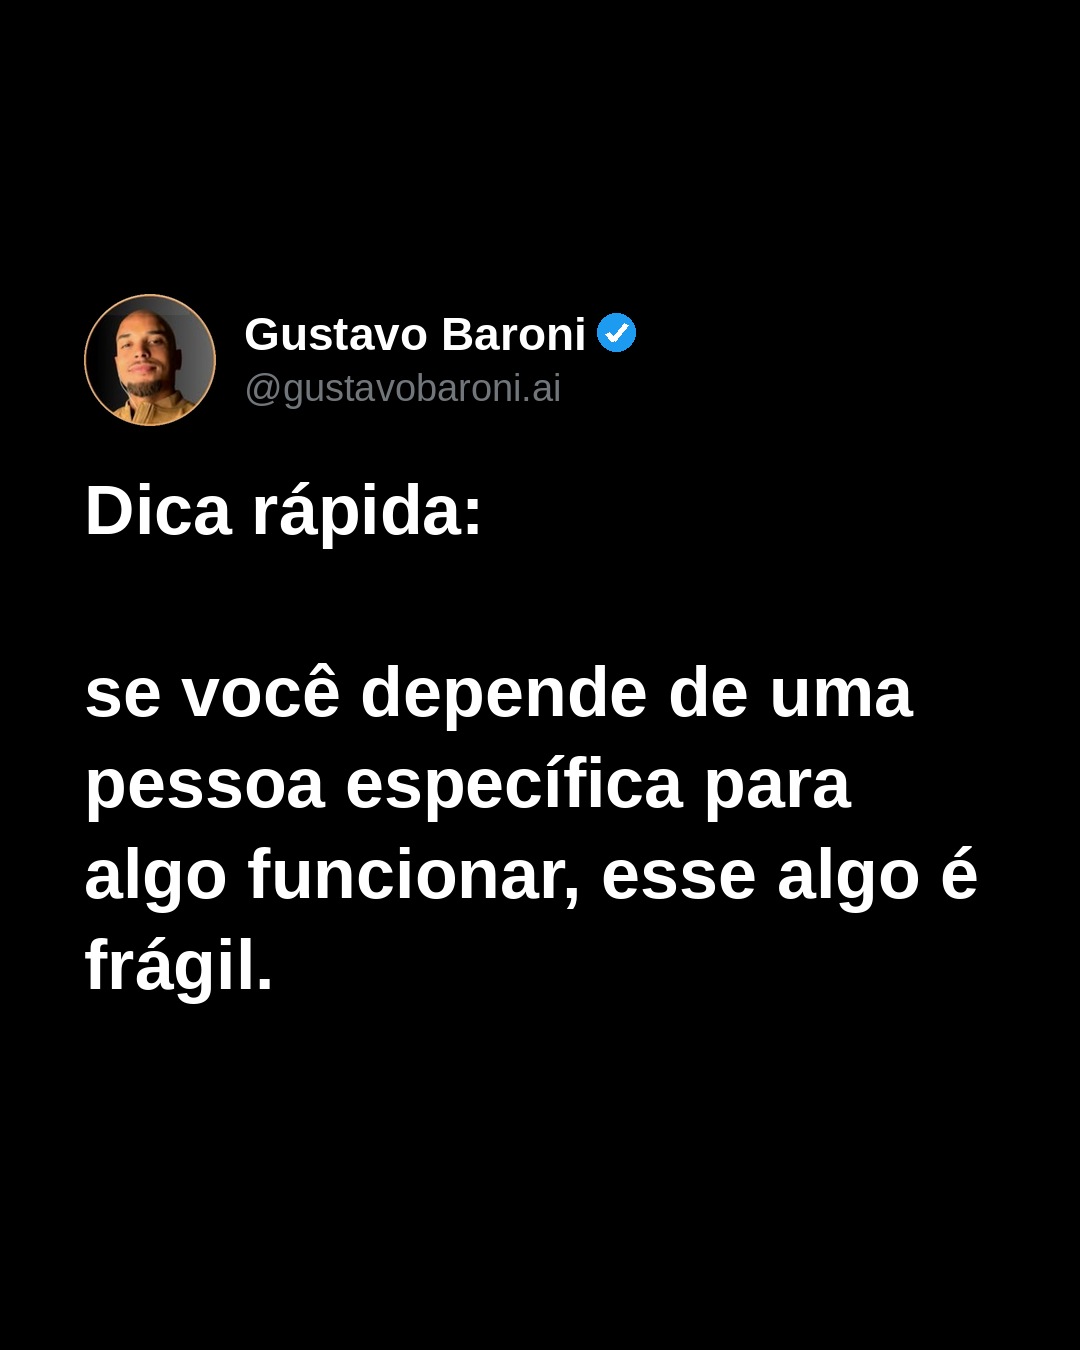 Gustavo Baroni
@gustavobaroni.ai
Dica rápida:
se você depende de uma
pessoa específica para
algo funcionar, esse algo é
frágil.